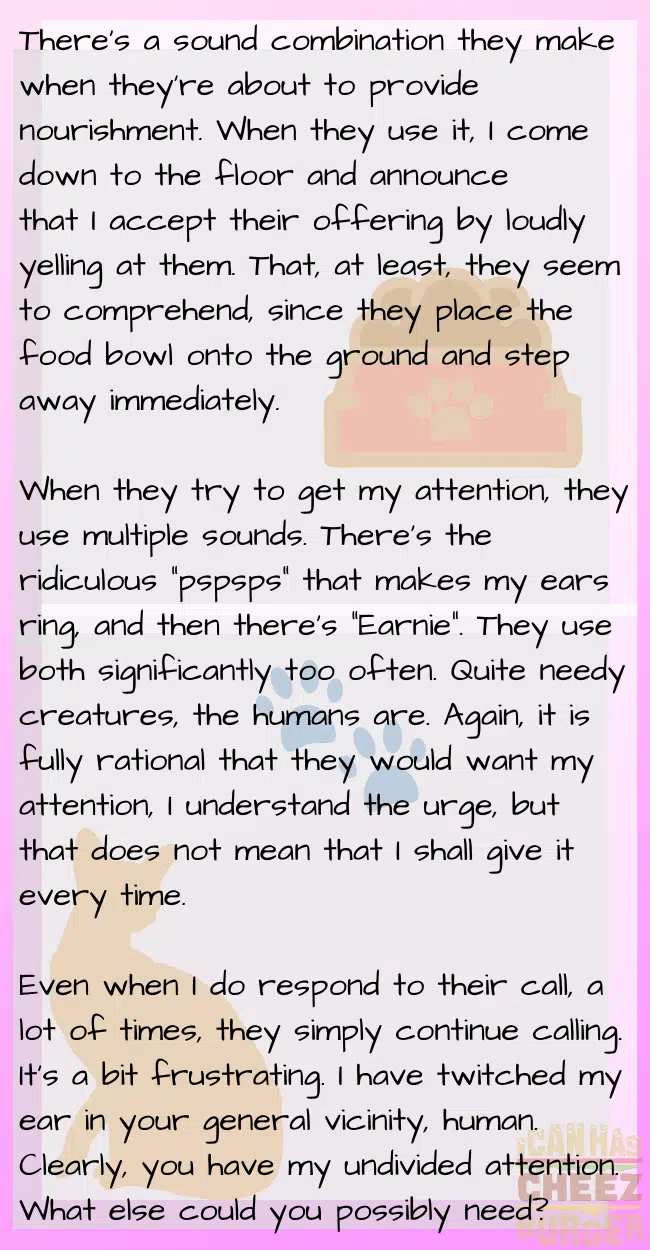 There's a sound combination they make
when they're about to provide
nourishment. When they use it, I come
down to the floor and announce
that I accept their offering by loudly
yelling at them. That, at least, they seem
to comprehend, since they place the
food bowl onto the ground and step
away immediately.
When they try to get my attention, they
use multiple sounds. There's the
ridiculous "pspsps" that makes my ears
ring, and then there's "Earnie". They use
both significantly too often. Quite needy
creatures, the humans are. Again, it is
fully rational that they would want my
attention, I understand the urge, but
that does not mean that I shall give it
every time.
Even when I do respond to their call, a
lot of times, they simply continue calling.
It's a bit frustrating. I have twitched my
ear in your general vicinity, human.
Clearly, you have my undivided attention.
What else could you possibly need?
I CAN HAS
CHEEZ
BURGER